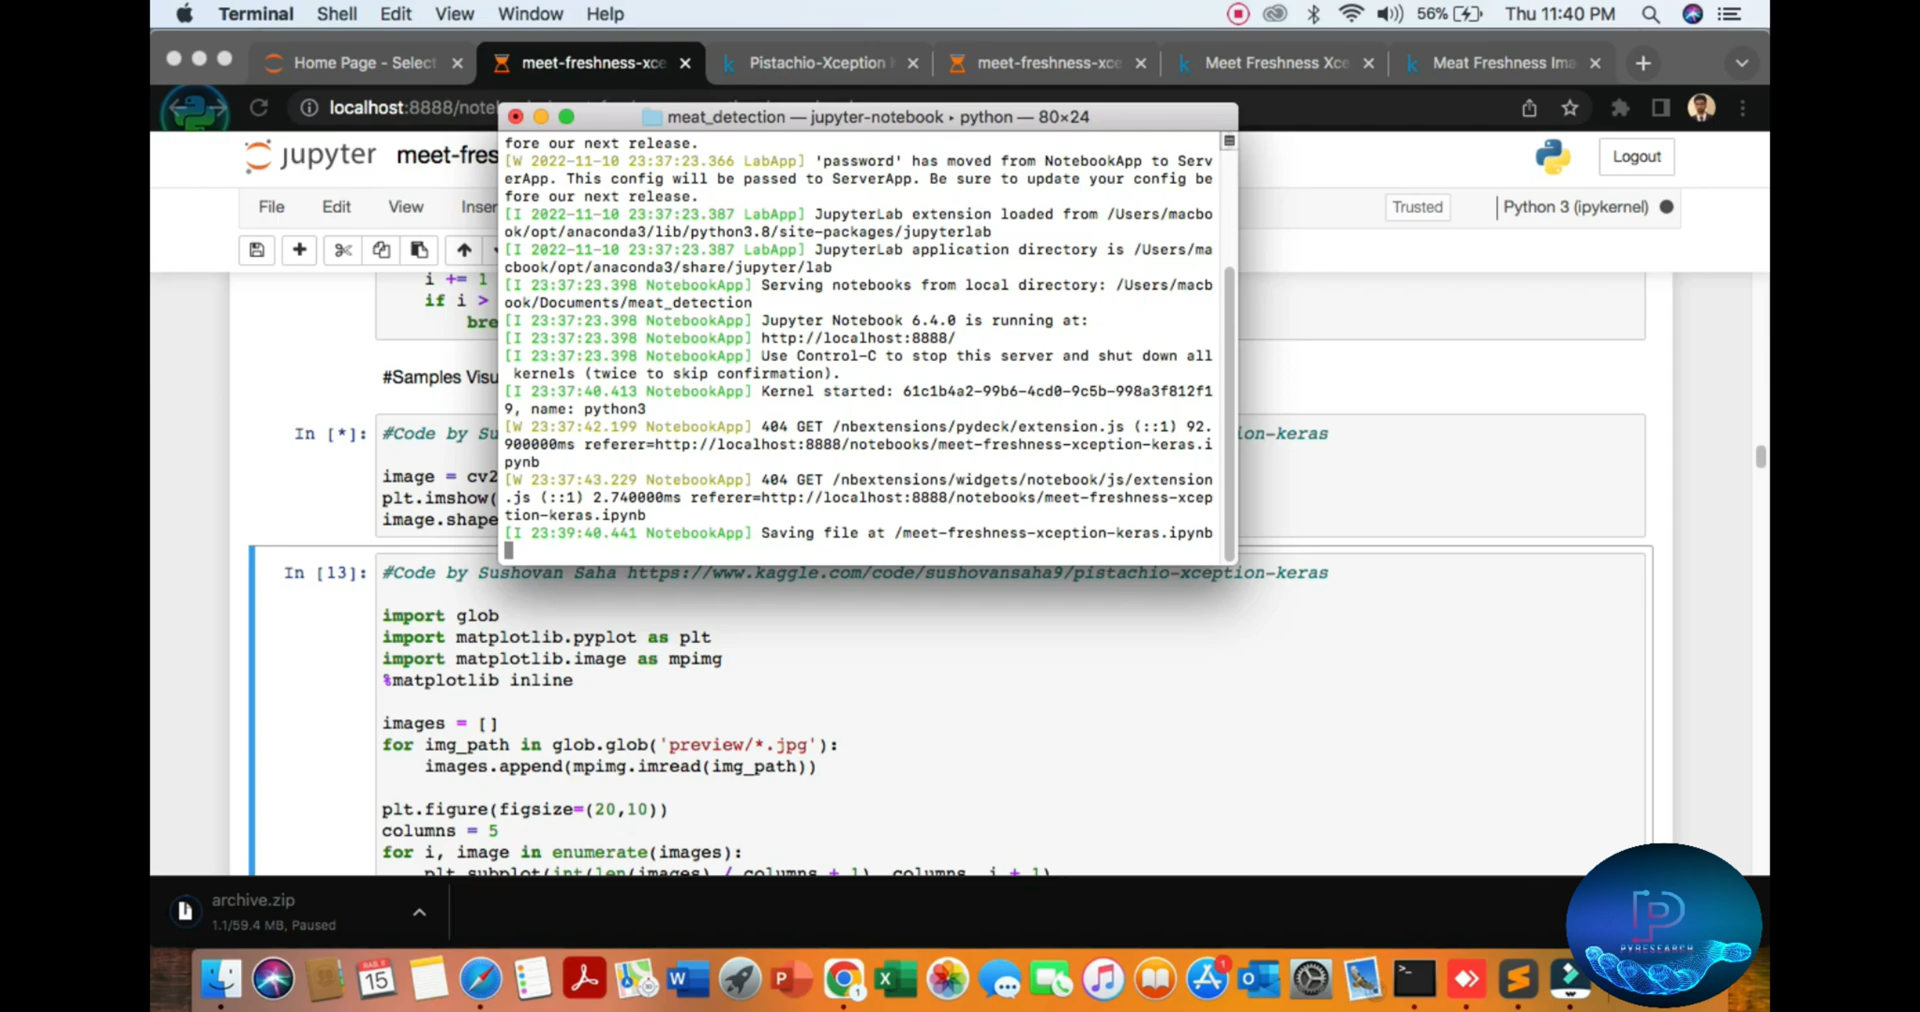 Terminal Shell Edit View Window Help 56% Thu 11:40 PM
Home Page - Select meet-freshness-xce Pistachio-Xception meet-freshness-xce Meet Freshness Xce Meat Freshness Ima
localhost:8888/note
meat_detection — jupyter-notebook ▸ python — 80×24
fore our next release.
[W 2022-11-10 23:37:23.366 LabApp] 'password' has moved from NotebookApp to Serv
erApp. This config will be passed to ServerApp. Be sure to update your config be
fore our next release.
[I 2022-11-10 23:37:23.387 LabApp] JupyterLab extension loaded from /Users/macbo
ok/opt/anaconda3/lib/python3.8/site-packages/jupyterlab
[I 2022-11-10 23:37:23.387 LabApp] JupyterLab application directory is /Users/ma
cbook/opt/anaconda3/share/jupyter/lab
[I 23:37:23.398 NotebookApp] Serving notebooks from local directory: /Users/macb
ook/Documents/meat_detection
[I 23:37:23.398 NotebookApp] Jupyter Notebook 6.4.0 is running at:
[I 23:37:23.398 NotebookApp] http://localhost:8888/
[I 23:37:23.398 NotebookApp] Use Control-C to stop this server and shut down all
kernels (twice to skip confirmation).
[I 23:37:40.413 NotebookApp] Kernel started: 61c1b4a2-99b6-4cd0-9c5b-998a3f812f1
9, name: python3
[W 23:37:42.199 NotebookApp] 404 GET /nbextensions/pydeck/extension.js (::1) 92.
900000ms referer=http://localhost:8888/notebooks/meet-freshness-xception-keras.i
pynb
[W 23:37:43.229 NotebookApp] 404 GET /nbextensions/widgets/notebook/js/extension
.js (::1) 2.740000ms referer=http://localhost:8888/notebooks/meet-freshness-xcep
tion-keras.ipynb
[I 23:39:40.441 NotebookApp] Saving file at /meet-freshness-xception-keras.ipynb
jupyter meet-fres Logout
File Edit View Inser Trusted Python 3 (ipykernel)
i += 1
if i >
bre
#Samples Visu
In [*]: #Code by Su on-keras
image = cv2
plt.imshow(
image.shape
In [13]: #Code by Sushovan Saha https://www.kaggle.com/code/sushovansaha9/pistachio-xception-keras
import glob
import matplotlib.pyplot as plt
import matplotlib.image as mpimg
%matplotlib inline
images = []
for img_path in glob.glob('preview/*.jpg'):
images.append(mpimg.imread(img_path))
plt.figure(figsize=(20,10))
columns = 5
for i, image in enumerate(images):
plt.subplot(int(len(images) / columns + 1), columns, i + 1)
archive.zip
1.1/59.4 MB, Paused
PYRESEARCH
15